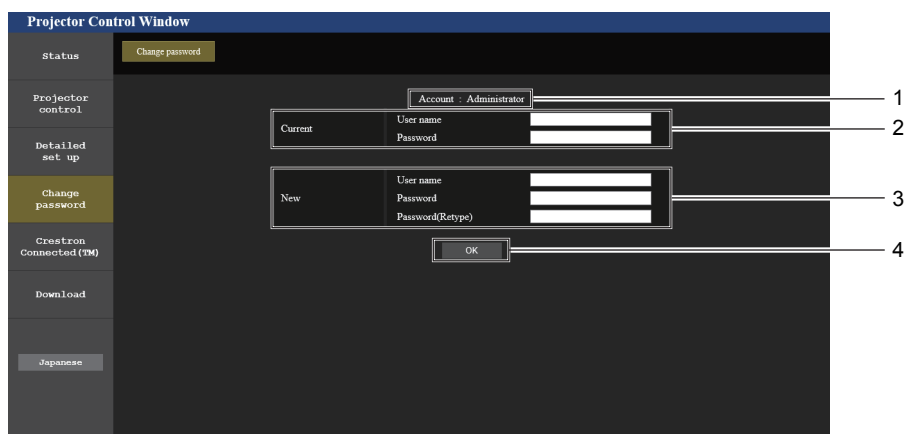 Projector Control Window
Status
Projector
control
Detailed
set up
Change
password
Crestron
Connected(TM)
Download
Japanese
Change password
Account : Administrator
Current
User name
Password
New
User name
Password
Password(Retype)
OK
1
2
3
4